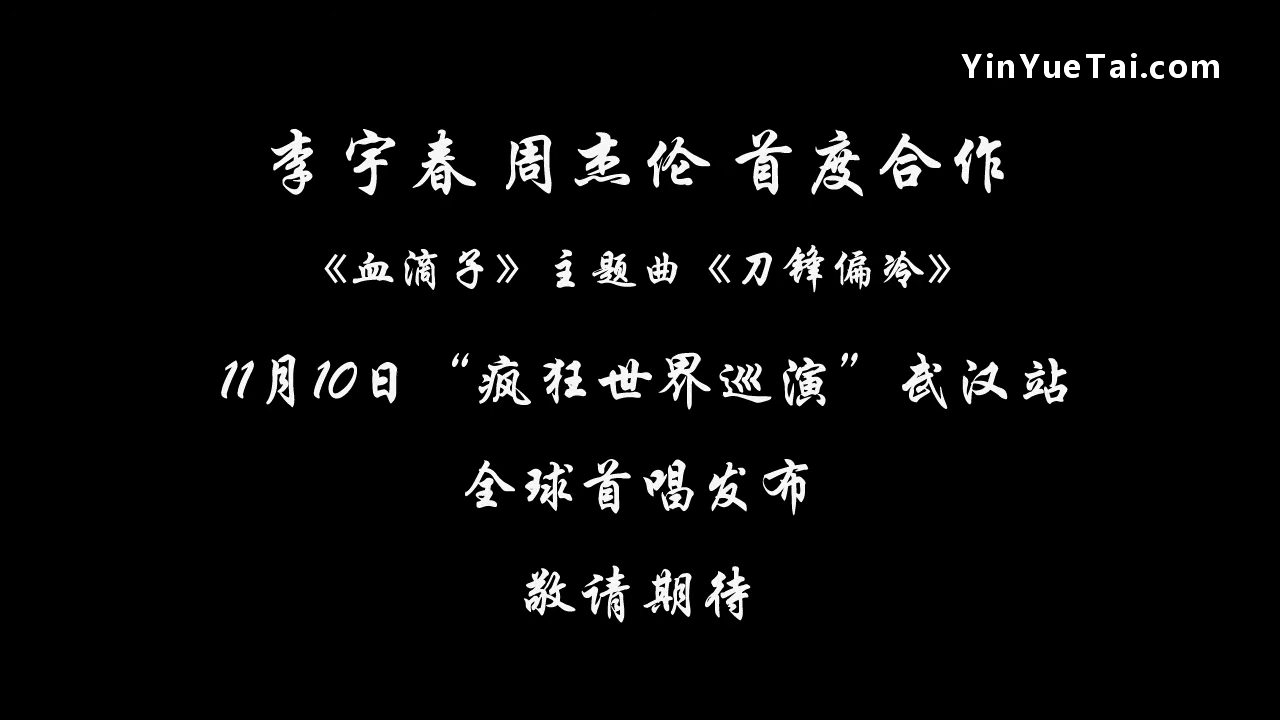 YinYueTai.com
李宇春 周杰伦 首度合作
《血滴子》主题曲《刀锋偏冷》
11月10日 “疯狂世界巡演” 武汉站
全球首唱发布
敬请期待